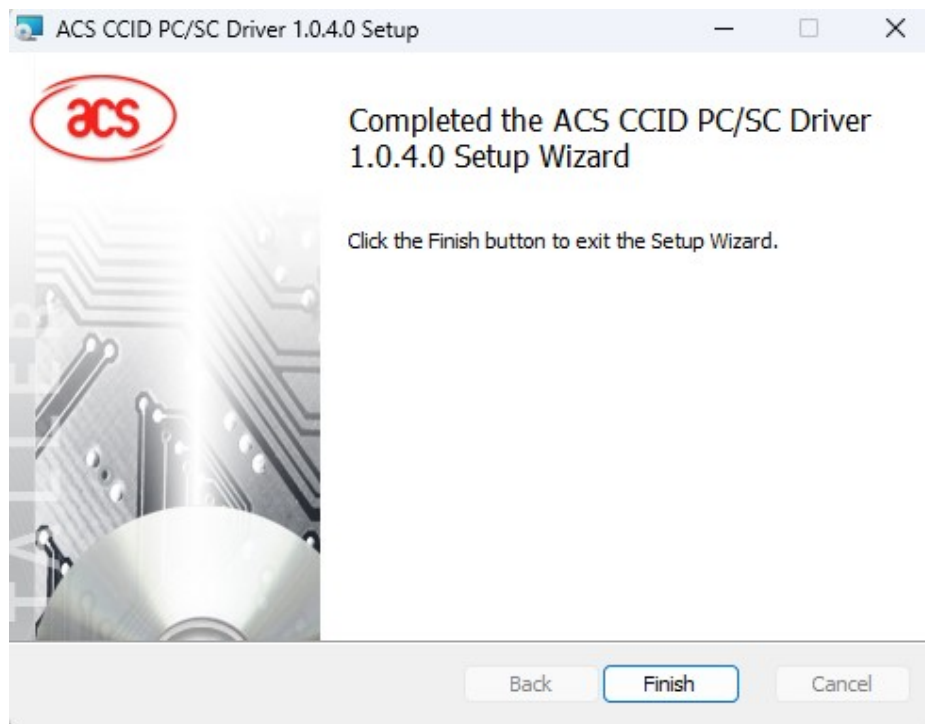 ACS CCID PC/SC Driver 1.0.4.0 Setup
acs
Completed the ACS CCID PC/SC Driver
1.0.4.0 Setup Wizard
Click the Finish button to exit the Setup Wizard.
Back
Finish
Cancel